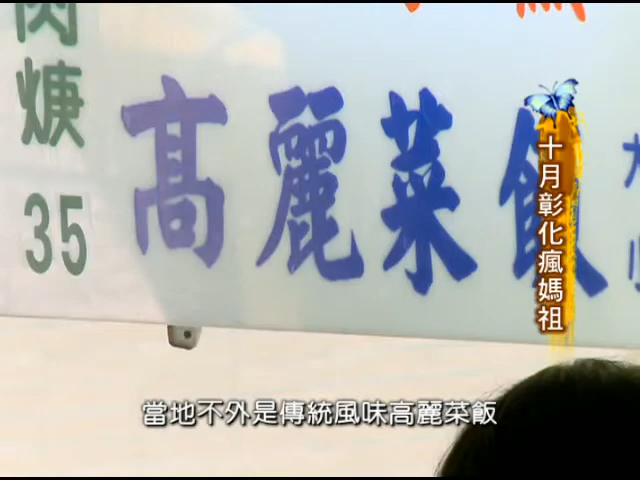 肉焿
35
高麗菜飯
十月彰化瘋媽祖
當地不外是傳統風味高麗菜飯